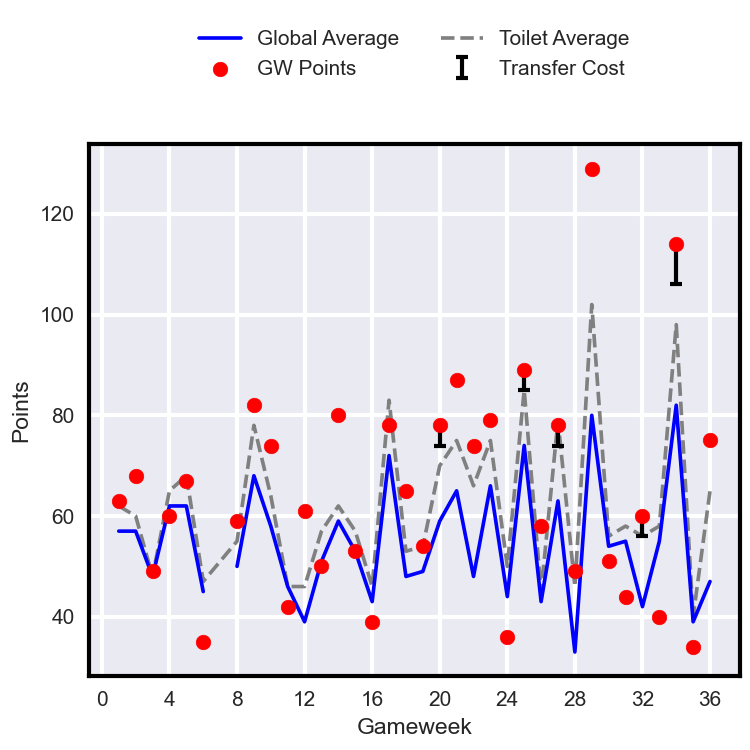 Global Average Toilet Average
GW Points Transfer Cost
120
100
80
60
40
Points
0 4 8 12 16 20 24 28 32 36
Gameweek